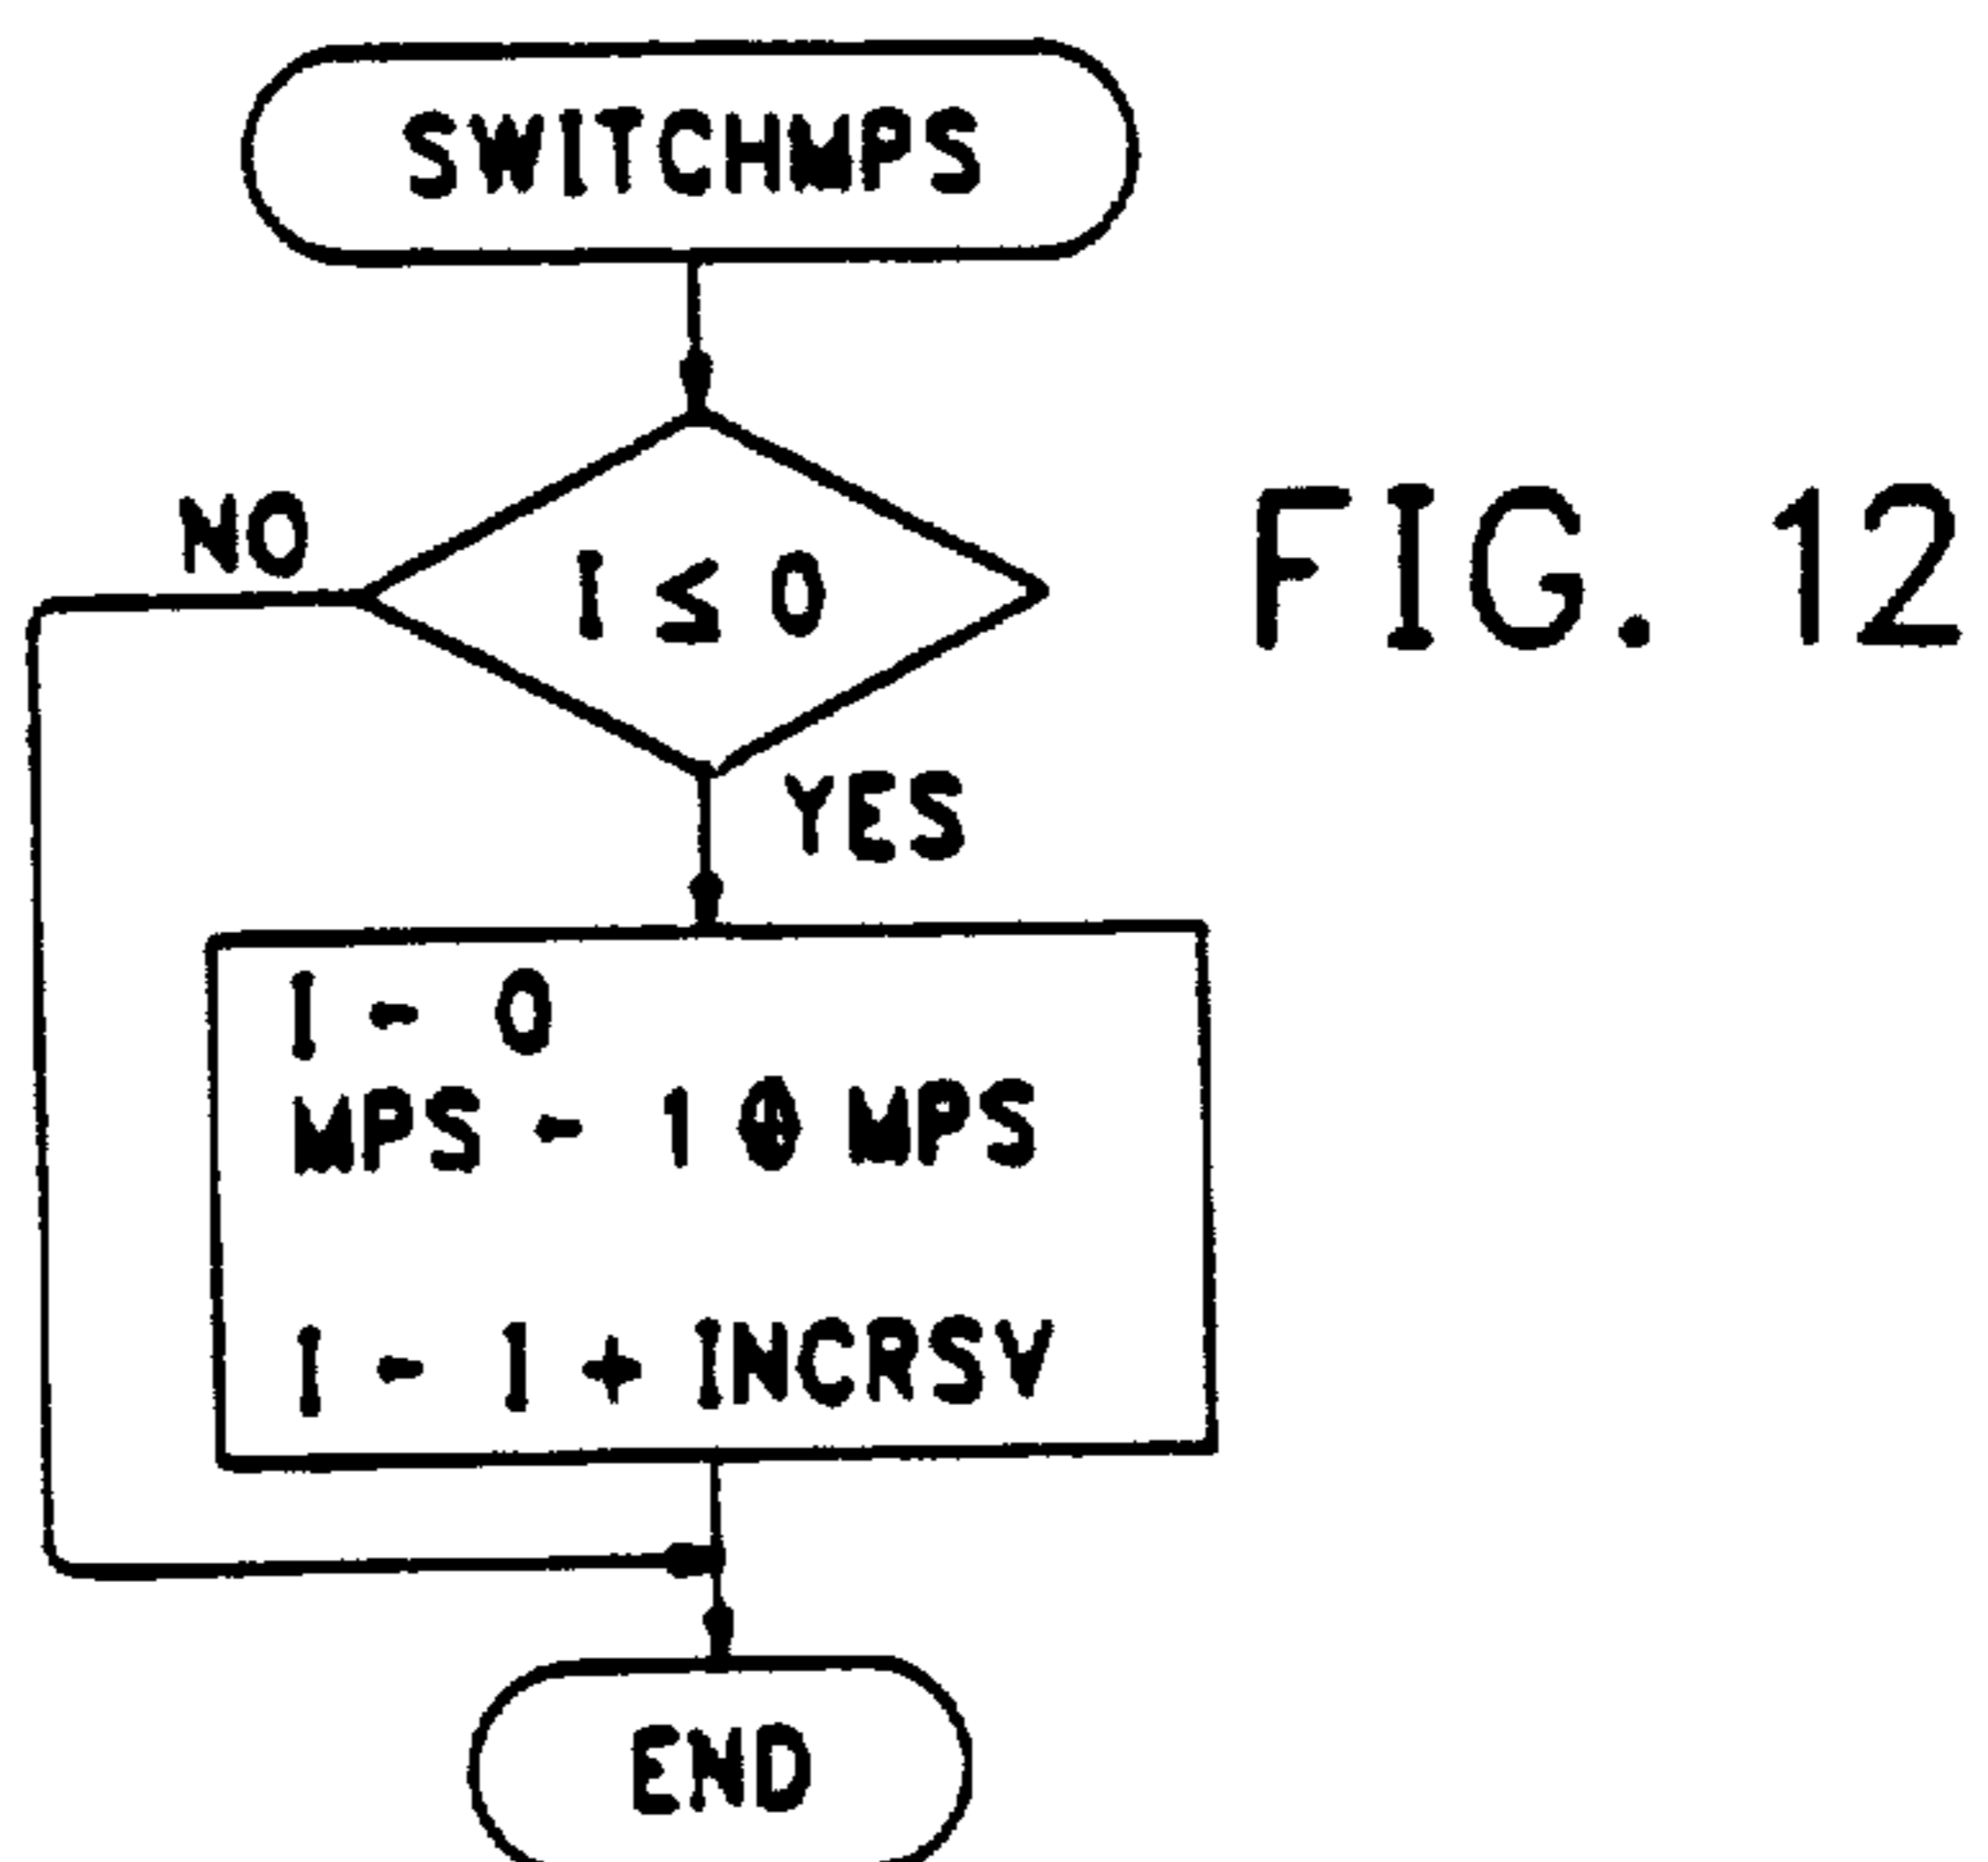 SWITCHMPS
NO
I ≤ 0
FIG. 12
YES
I ← 0
MPS ← 1 ⊕ MPS
I ← I + INCRSV
END